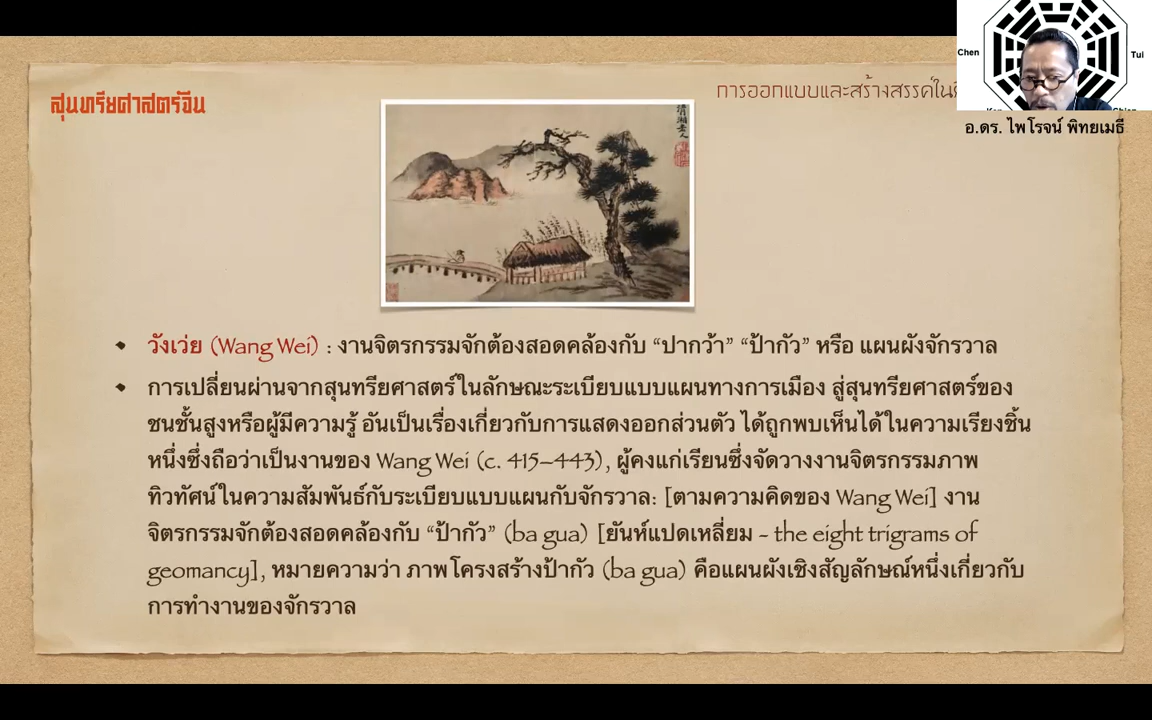 Chen
Tui
สุนทรียศาสตร์จีน
การออกแบบและสร้างสรรค์ใน
อ.ดร. ไพโรจน์ พิทยเมธี
วังเว่ย (Wang Wei) : งานจิตรกรรมจักต้องสอดคล้องกับ “ปากว้า” “ป้ากัว” หรือ แผนผังจักรวาล
การเปลี่ยนผ่านจากสุนทรียศาสตร์ในลักษณะระเบียบแบบแผนทางการเมือง สู่สุนทรียศาสตร์ของ
ชนชั้นสูงหรือผู้มีความรู้ อันเป็นเรื่องเกี่ยวกับการแสดงออกส่วนตัว ได้ถูกพบเห็นได้ในความเรียงชิ้น
หนึ่งซึ่งถือว่าเป็นงานของ Wang Wei (c. 415–443), ผู้คงแก่เรียนซึ่งจัดวางงานจิตรกรรมภาพ
ทิวทัศน์ในความสัมพันธ์กับระเบียบแบบแผนกับจักรวาล: [ตามความคิดของ Wang Wei] งาน
จิตรกรรมจักต้องสอดคล้องกับ “ป้ากัว” (ba gua) [ยันห์แปดเหลี่ยม - the eight trigrams of
geomancy], หมายความว่า ภาพโครงสร้างป้ากัว (ba gua) คือแผนผังเชิงสัญลักษณ์หนึ่งเกี่ยวกับ
การทำงานของจักรวาล